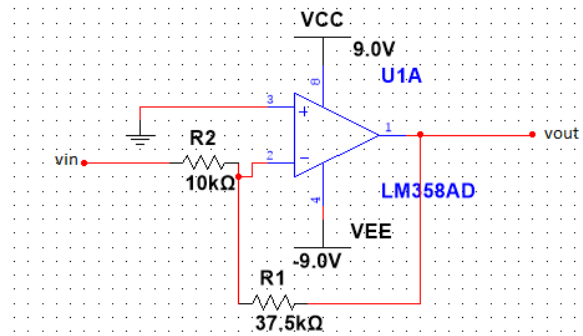 VCC
9.0V
8
U1A
3
+
1
vout
R2
vin
2
−
10kΩ
LM358AD
4
VEE
-9.0V
R1
37.5kΩ